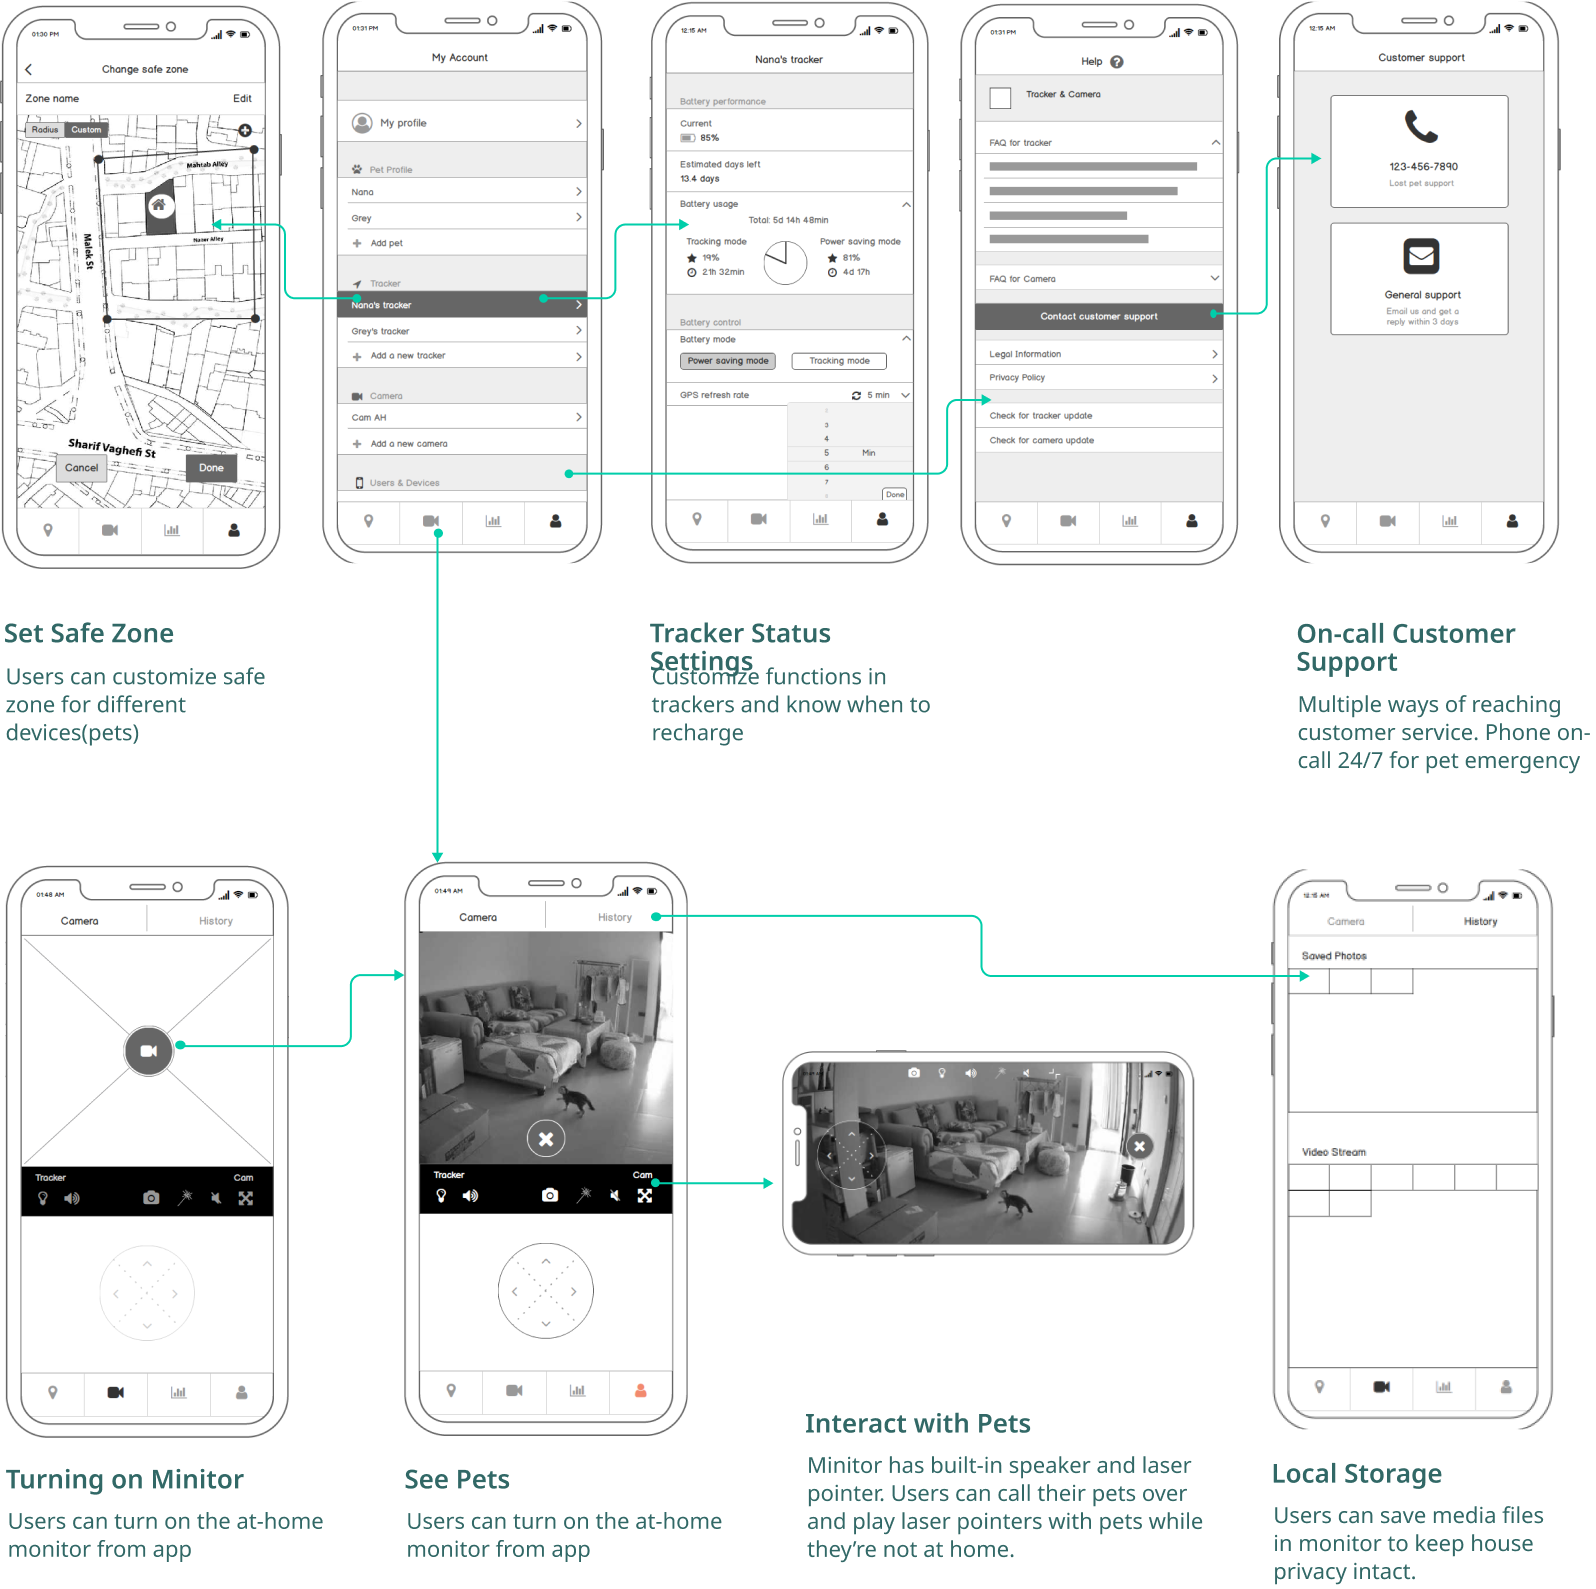 01:30 PM
Change safe zone
Zone name
Edit
Radius
Custom
Mahtab Alley
Malek St
Nazer Alley
Sharif Vaghefi St
Cancel
Done
01:31 PM
My Account
My profile
Pet Profile
Nana
Grey
Add pet
Tracker
Nana's tracker
Grey's tracker
Add a new tracker
Camera
Cam AH
Add a new camera
Users & Devices
12:15 AM
Nana's tracker
Battery performance
Current
85%
Estimated days left
13.4 days
Battery usage
Total: 5d 14h 48min
Tracking mode
19%
21h 32min
Power saving mode
81%
4d 17h
Battery control
Battery mode
Power saving mode
Tracking mode
GPS refresh rate
5 min
3
4
5 Min
6
7
Done
01:31 PM
Help ?
Tracker & Camera
FAQ for tracker
FAQ for Camera
Contact customer support
Legal Information
Privacy Policy
Check for tracker update
Check for camera update
12:15 AM
Customer support
123-456-7890
Lost pet support
General support
Email us and get a
reply within 3 days
Set Safe Zone
Users can customize safe
zone for different
devices(pets)
Tracker Status
Settings
Customize functions in
trackers and know when to
recharge
On-call Customer
Support
Multiple ways of reaching
customer service. Phone on-
call 24/7 for pet emergency
01:48 AM
Camera
History
Tracker
Cam
01:49 AM
Camera
History
Tracker
Cam
12:15 AM
Camera
History
Saved Photos
Video Stream
Turning on Minitor
Users can turn on the at-home
monitor from app
See Pets
Users can turn on the at-home
monitor from app
Interact with Pets
Minitor has built-in speaker and laser
pointer. Users can call their pets over
and play laser pointers with pets while
they’re not at home.
Local Storage
Users can save media files
in monitor to keep house
privacy intact.